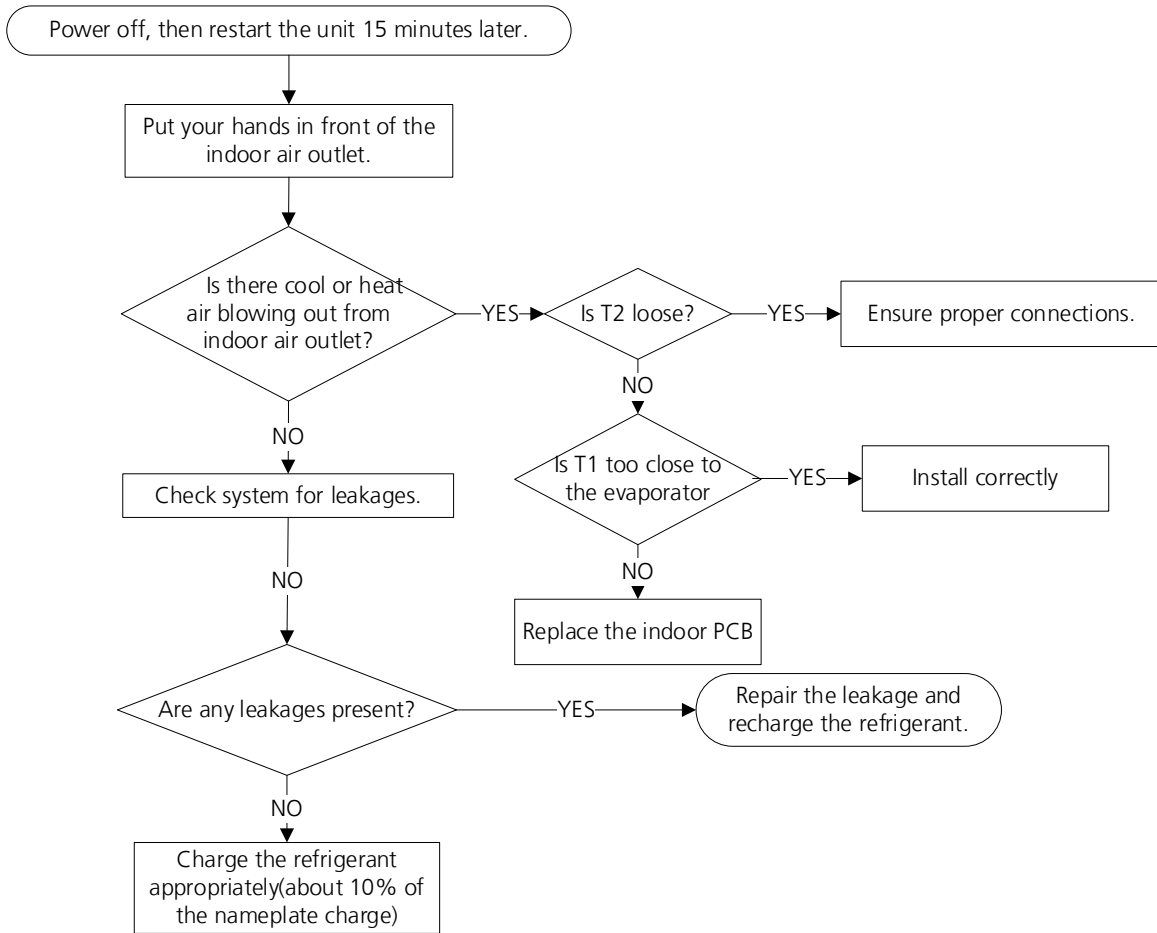 Power off, then restart the unit 15 minutes later.
Put your hands in front of the
indoor air outlet.
Is there cool or heat
air blowing out from
indoor air outlet?
YES
Is T2 loose?
YES
Ensure proper connections.
NO
NO
Is T1 too close to
the evaporator
YES
Install correctly
Check system for leakages.
NO
NO
Replace the indoor PCB
Are any leakages present?
YES
Repair the leakage and
recharge the refrigerant.
NO
Charge the refrigerant
appropriately(about 10% of
the nameplate charge)